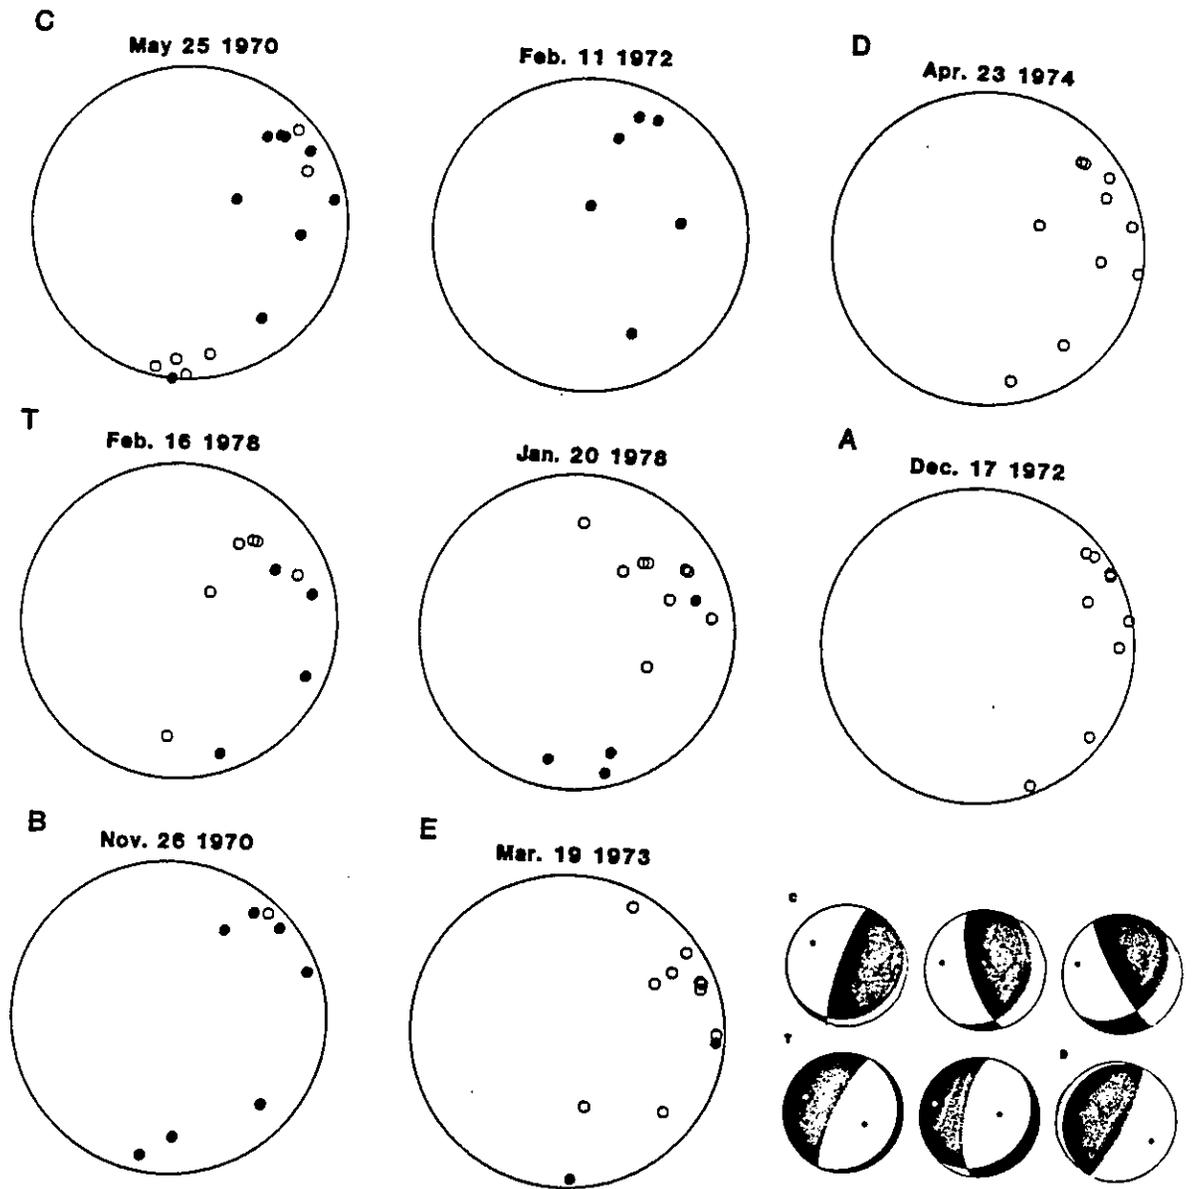 C
May 25 1970
Feb. 11 1972
D
Apr. 23 1974
T
Feb. 16 1978
Jan. 20 1978
A
Dec. 17 1972
B
Nov. 26 1970
E
Mar. 19 1973
C
T
D